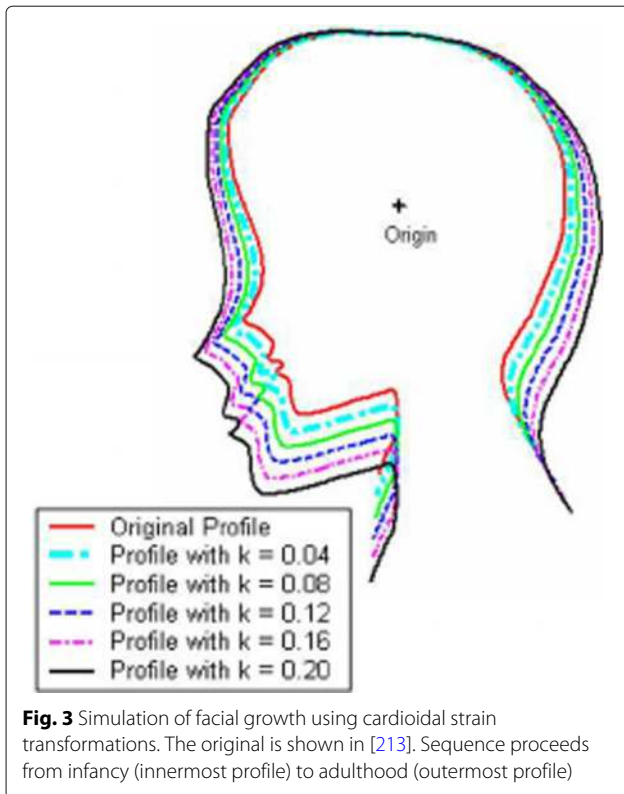 +
Origin
Original Profile
Profile with k = 0.04
Profile with k = 0.08
Profile with k = 0.12
Profile with k = 0.16
Profile with k = 0.20
Fig. 3 Simulation of facial growth using cardioidal strain
transformations. The original is shown in [213]. Sequence proceeds
from infancy (innermost profile) to adulthood (outermost profile)